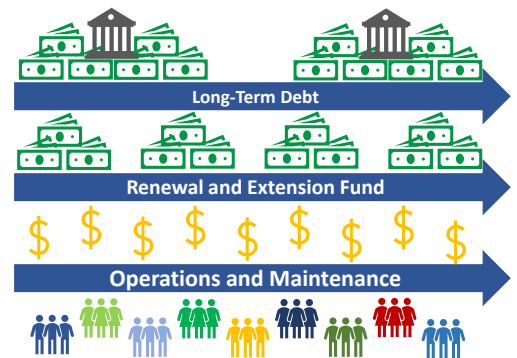 Long-Term Debt
Renewal and Extension Fund
$ $ $ $ $ $ $ $ $
Operations and Maintenance